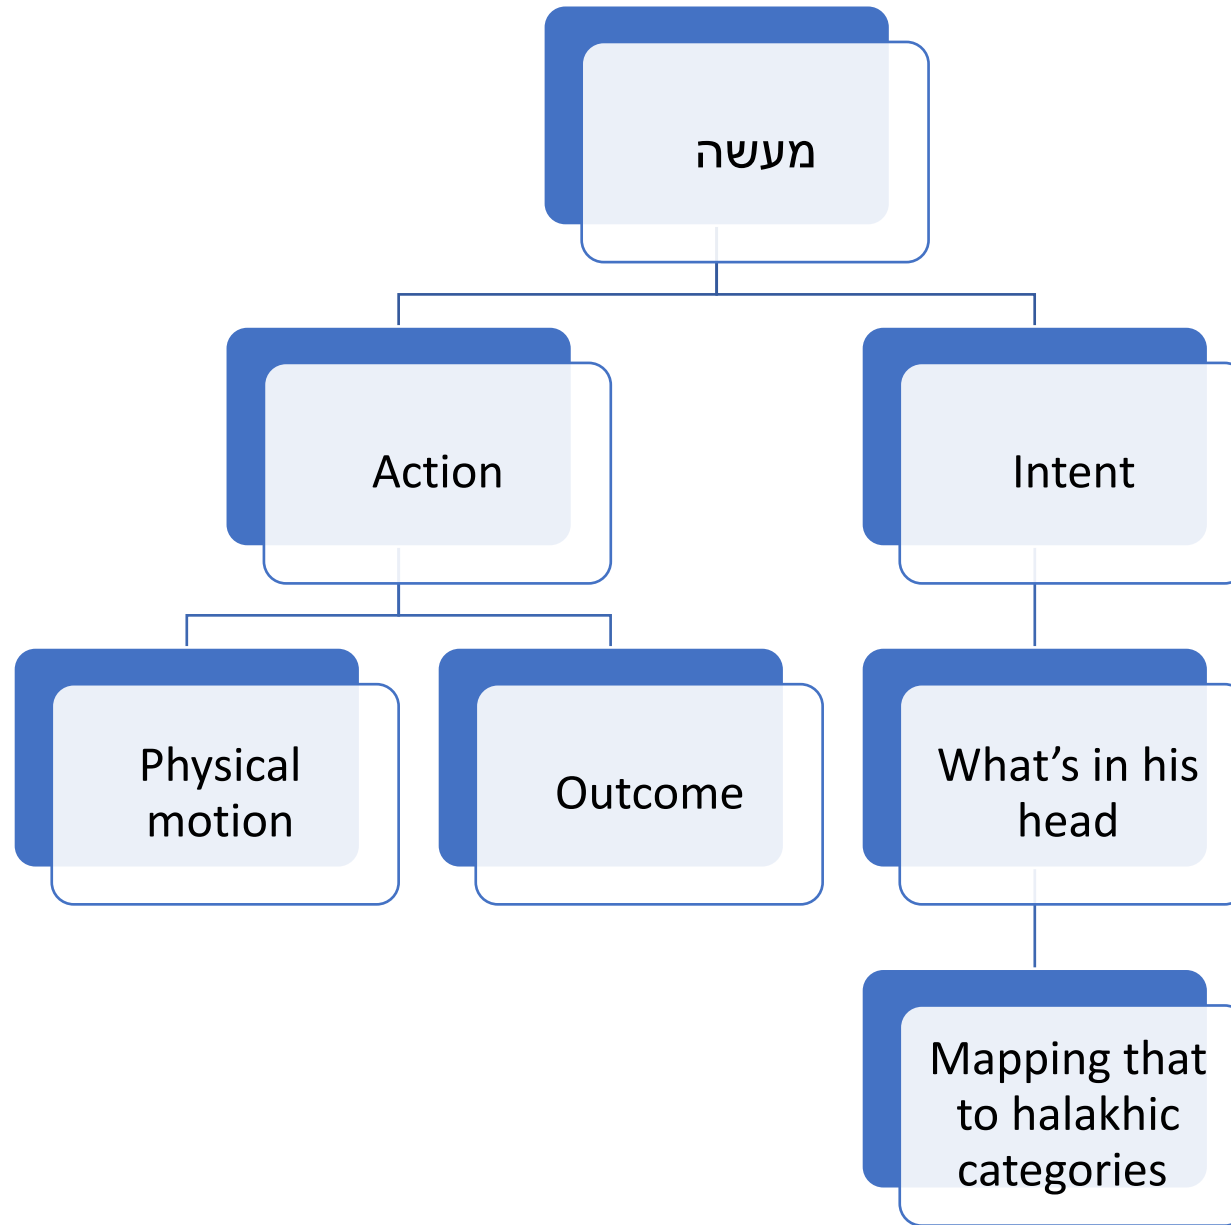 מעשה
Action
Intent
Physical
motion
Outcome
What’s in his
head
Mapping that
to halakhic
categories